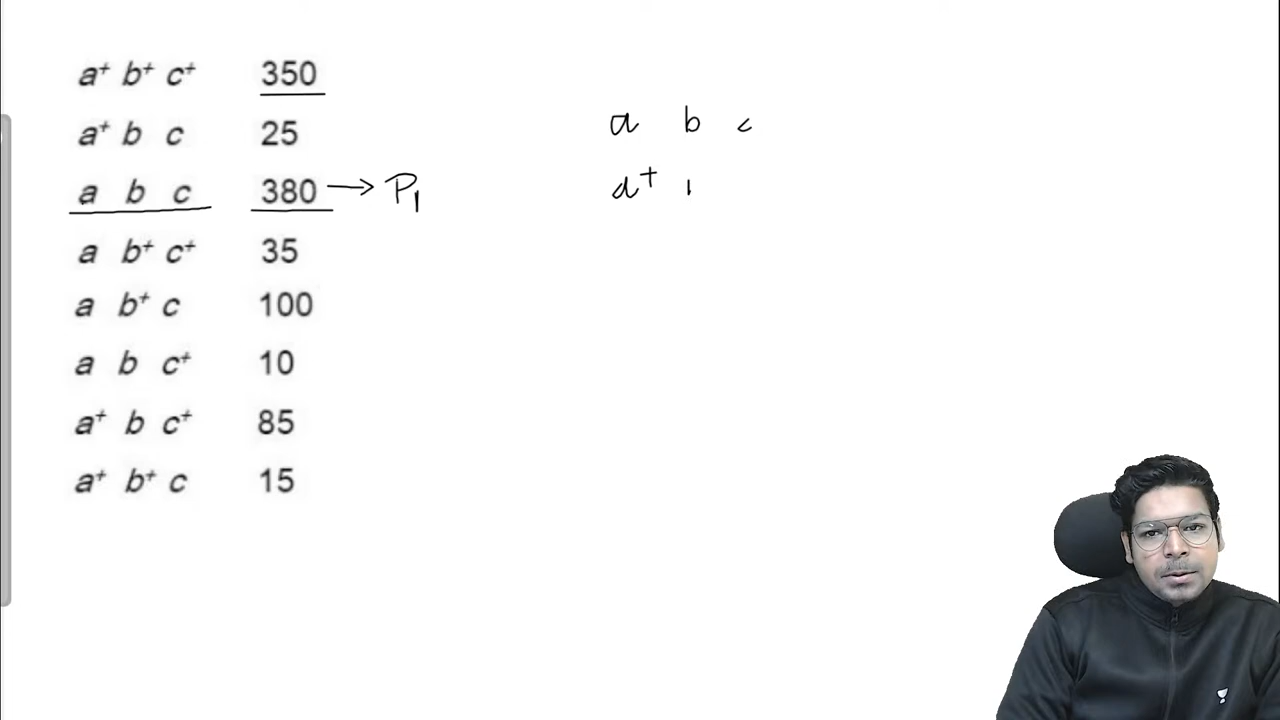 a⁺ b⁺ c⁺ 350
a⁺ b c 25
a b c 380 → P₁
a b⁺ c⁺ 35
a b⁺ c 100
a b c⁺ 10
a⁺ b c⁺ 85
a⁺ b⁺ c 15
a b c
a⁺